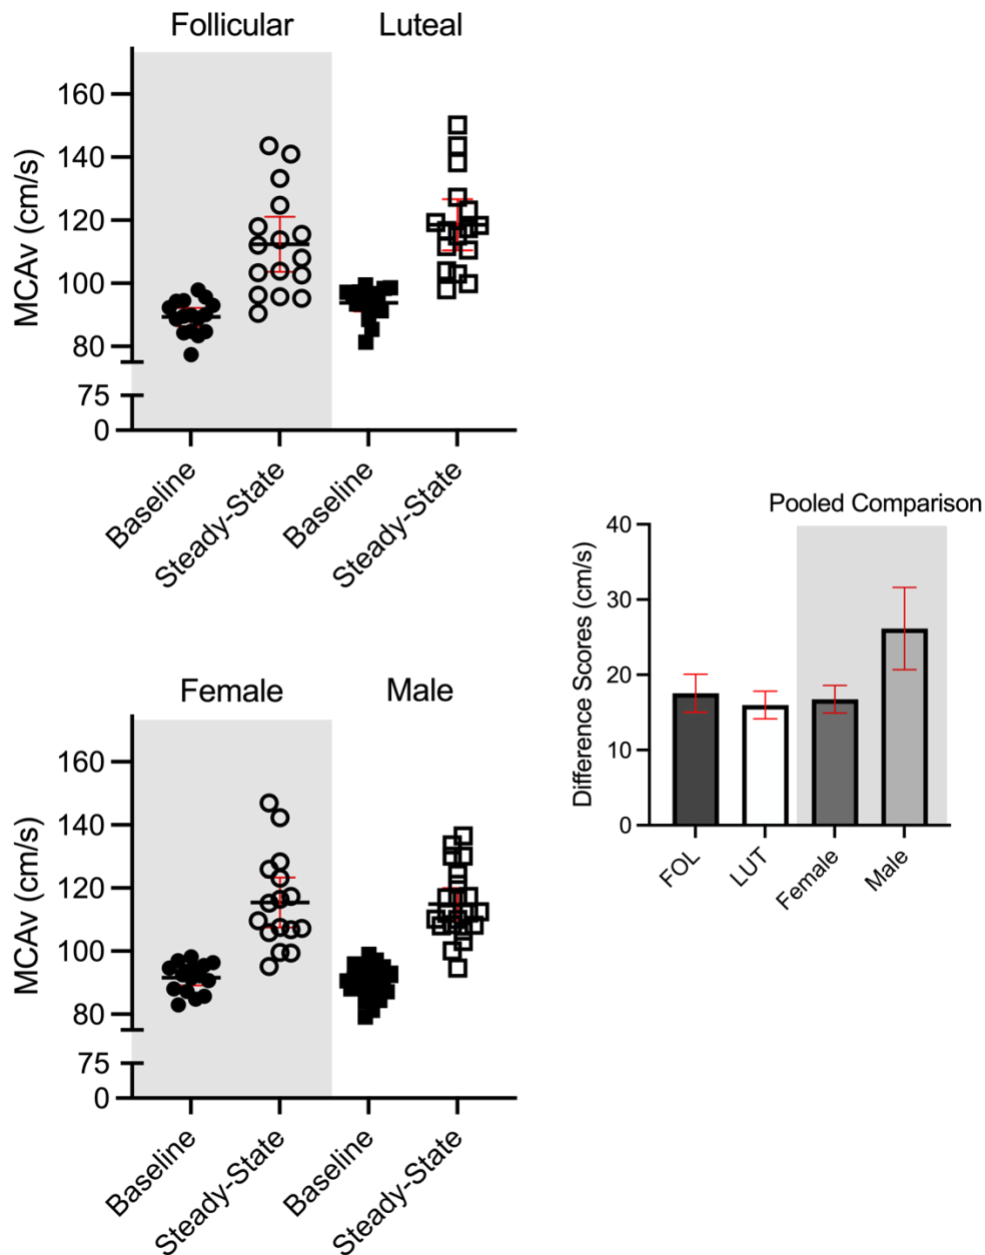 Follicular Luteal
MCAv (cm/s)
160
140
120
100
80
75
0
Baseline
Steady-State
Baseline
Steady-State
Pooled Comparison
Difference Scores (cm/s)
40
30
20
10
0
FOL
LUT
Female
Male
Female Male
MCAv (cm/s)
160
140
120
100
80
75
0
Baseline
Steady-State
Baseline
Steady-State